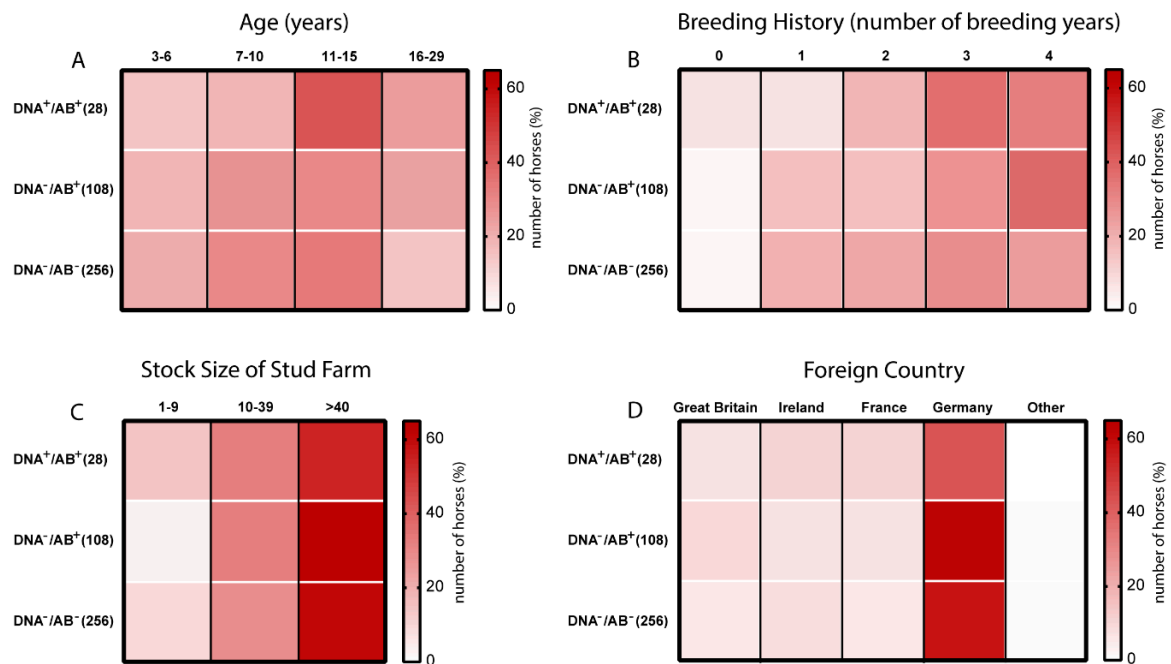 Age (years)
A
3-6 7-10 11-15 16-29
DNA⁺/AB⁺(28)
DNA⁻/AB⁺(108)
DNA⁻/AB⁻(256)
60
40
20
0
number of horses (%)
Breeding History (number of breeding years)
B
0 1 2 3 4
DNA⁺/AB⁺(28)
DNA⁻/AB⁺(108)
DNA⁻/AB⁻(256)
60
40
20
0
number of horses (%)
Stock Size of Stud Farm
C
1-9 10-39 >40
DNA⁺/AB⁺(28)
DNA⁻/AB⁺(108)
DNA⁻/AB⁻(256)
60
40
20
0
number of horses (%)
Foreign Country
D
Great Britain Ireland France Germany Other
DNA⁺/AB⁺(28)
DNA⁻/AB⁺(108)
DNA⁻/AB⁻(256)
60
40
20
0
number of horses (%)